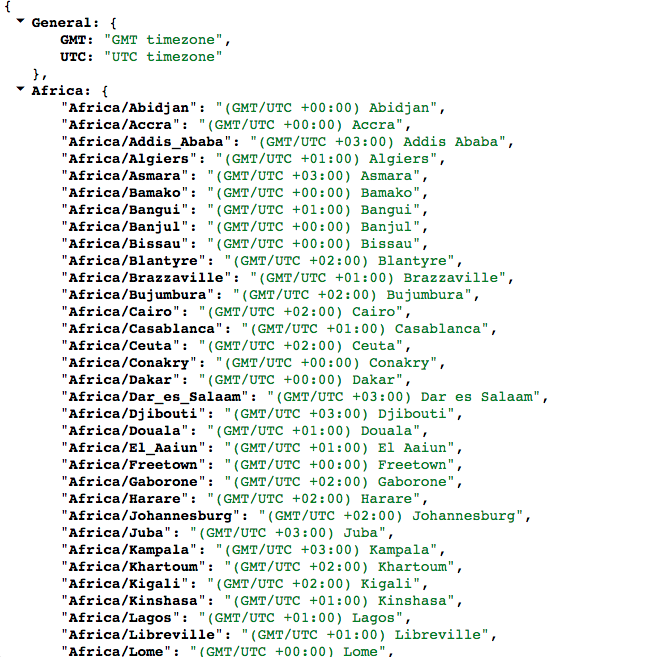 {
General: {
GMT: "GMT timezone",
UTC: "UTC timezone"
},
Africa: {
"Africa/Abidjan": "(GMT/UTC +00:00) Abidjan",
"Africa/Accra": "(GMT/UTC +00:00) Accra",
"Africa/Addis_Ababa": "(GMT/UTC +03:00) Addis Ababa",
"Africa/Algiers": "(GMT/UTC +01:00) Algiers",
"Africa/Asmara": "(GMT/UTC +03:00) Asmara",
"Africa/Bamako": "(GMT/UTC +00:00) Bamako",
"Africa/Bangui": "(GMT/UTC +01:00) Bangui",
"Africa/Banjul": "(GMT/UTC +00:00) Banjul",
"Africa/Bissau": "(GMT/UTC +00:00) Bissau",
"Africa/Blantyre": "(GMT/UTC +02:00) Blantyre",
"Africa/Brazzaville": "(GMT/UTC +01:00) Brazzaville",
"Africa/Bujumbura": "(GMT/UTC +02:00) Bujumbura",
"Africa/Cairo": "(GMT/UTC +02:00) Cairo",
"Africa/Casablanca": "(GMT/UTC +01:00) Casablanca",
"Africa/Ceuta": "(GMT/UTC +02:00) Ceuta",
"Africa/Conakry": "(GMT/UTC +00:00) Conakry",
"Africa/Dakar": "(GMT/UTC +00:00) Dakar",
"Africa/Dar_es_Salaam": "(GMT/UTC +03:00) Dar es Salaam",
"Africa/Djibouti": "(GMT/UTC +03:00) Djibouti",
"Africa/Douala": "(GMT/UTC +01:00) Douala",
"Africa/El_Aaiun": "(GMT/UTC +01:00) El Aaiun",
"Africa/Freetown": "(GMT/UTC +00:00) Freetown",
"Africa/Gaborone": "(GMT/UTC +02:00) Gaborone",
"Africa/Harare": "(GMT/UTC +02:00) Harare",
"Africa/Johannesburg": "(GMT/UTC +02:00) Johannesburg",
"Africa/Juba": "(GMT/UTC +03:00) Juba",
"Africa/Kampala": "(GMT/UTC +03:00) Kampala",
"Africa/Khartoum": "(GMT/UTC +02:00) Khartoum",
"Africa/Kigali": "(GMT/UTC +02:00) Kigali",
"Africa/Kinshasa": "(GMT/UTC +01:00) Kinshasa",
"Africa/Lagos": "(GMT/UTC +01:00) Lagos",
"Africa/Libreville": "(GMT/UTC +01:00) Libreville",
"Africa/Lome": "(GMT/UTC +00:00) Lome",